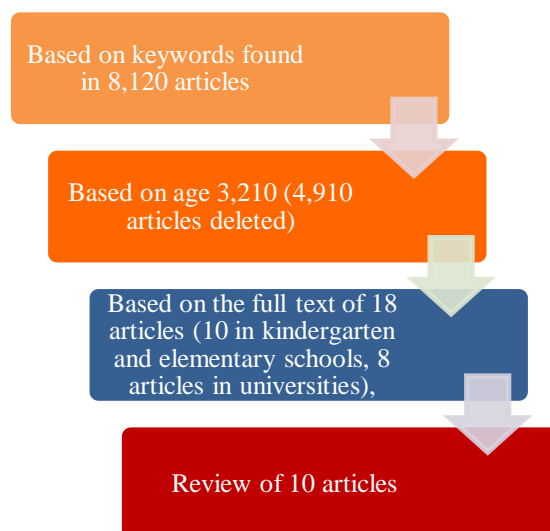 Based on keywords found
in 8,120 articles
Based on age 3,210 (4,910
articles deleted)
Based on the full text of 18
articles (10 in kindergarten
and elementary schools, 8
articles in universities),
Review of 10 articles